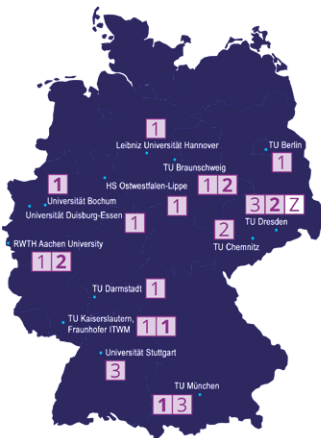 1
Leibniz Universität Hannover
TU Berlin
1
TU Braunschweig
1
HS Ostwestfalen-Lippe
1 2
Universität Bochum
1
3 2 Z
Universität Duisburg-Essen
1
TU Dresden
2
TU Chemnitz
RWTH Aachen University
1 2
TU Darmstadt
1
TU Kaiserslautern,
Fraunhofer ITWM
1 1
Universität Stuttgart
3
TU München
1 3